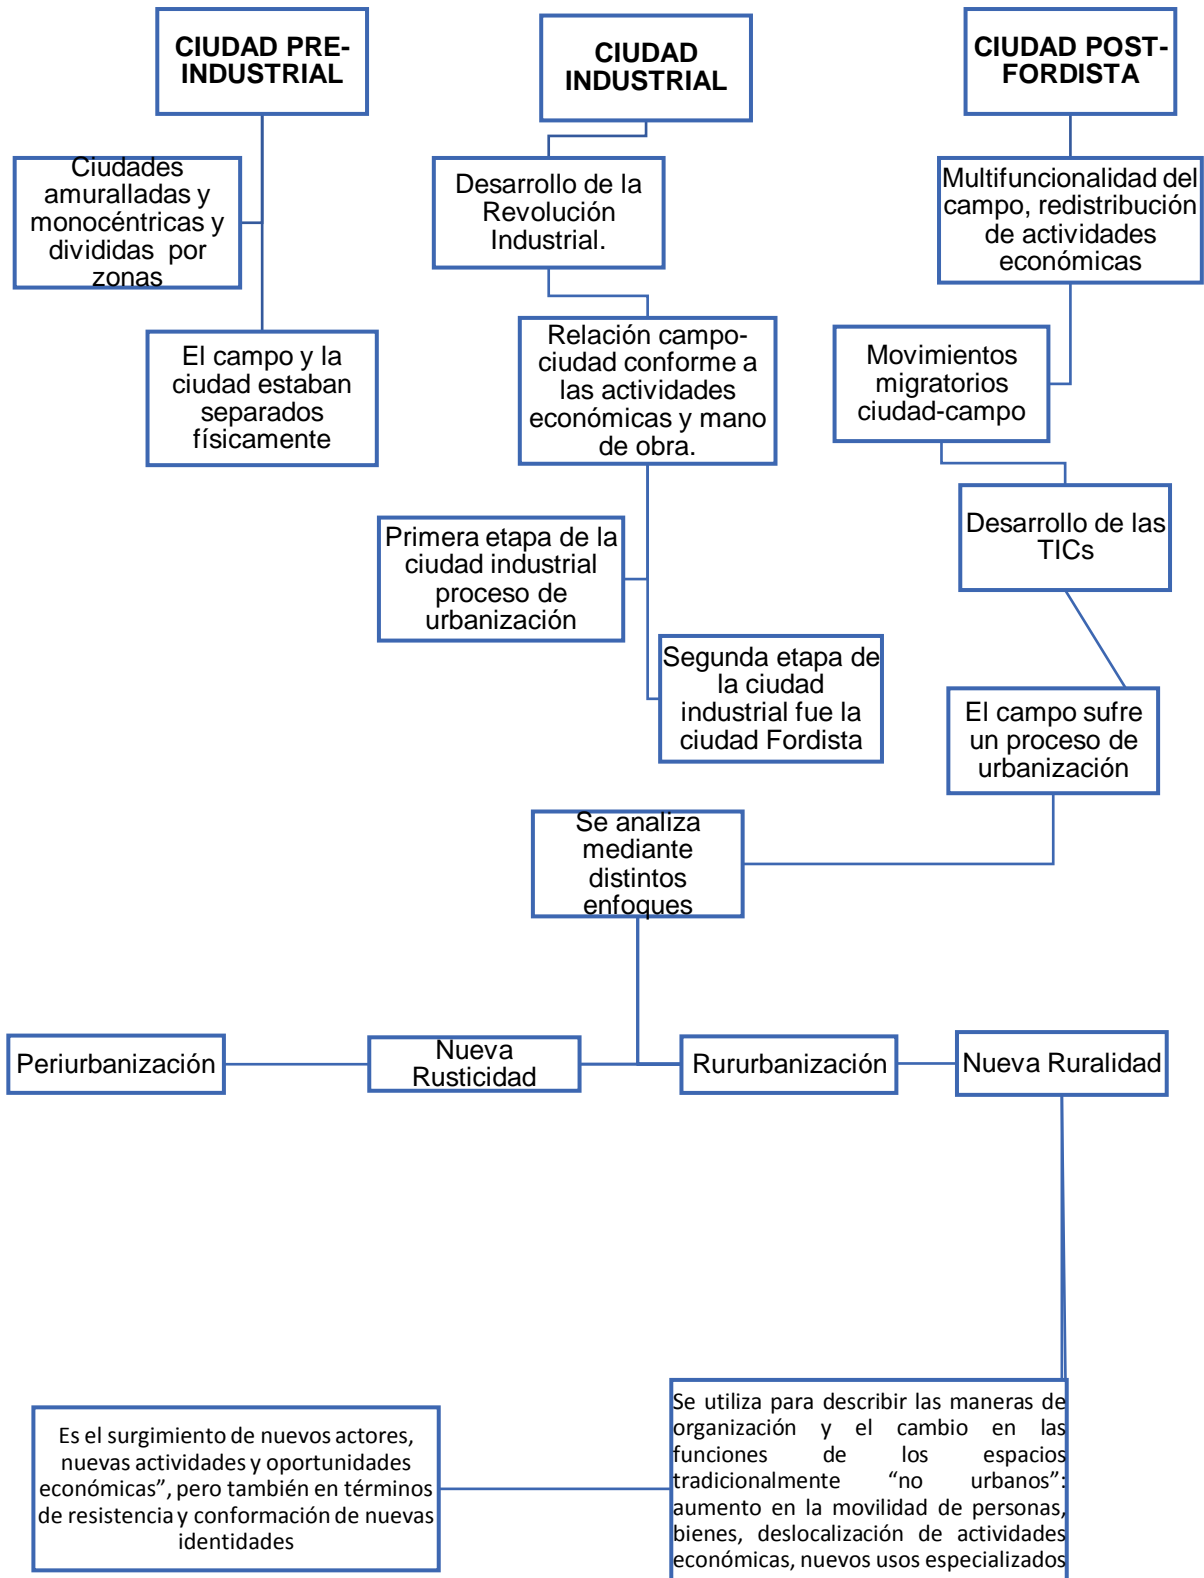 CIUDAD PRE-
INDUSTRIAL
Ciudades
amuralladas y
monocéntricas y
divididas por
zonas
El campo y la
ciudad estaban
separados
físicamente
CIUDAD
INDUSTRIAL
Desarrollo de la
Revolución
Industrial.
Relación campo-
ciudad conforme a
las actividades
económicas y mano
de obra.
Primera etapa de la
ciudad industrial
proceso de
urbanización
Segunda etapa de
la ciudad
industrial fue la
ciudad Fordista
CIUDAD POST-
FORDISTA
Multifuncionalidad del
campo, redistribución
de actividades
económicas
Movimientos
migratorios
ciudad-campo
Desarrollo de las
TICs
El campo sufre
un proceso de
urbanización
Se analiza
mediante
distintos
enfoques
Periurbanización
Nueva
Rusticidad
Rururbanización
Nueva Ruralidad
Es el surgimiento de nuevos actores,
nuevas actividades y oportunidades
económicas”, pero también en términos
de resistencia y conformación de nuevas
identidades
Se utiliza para describir las maneras de
organización y el cambio en las
funciones de los espacios
tradicionalmente “no urbanos”:
aumento en la movilidad de personas,
bienes, deslocalización de actividades
económicas, nuevos usos especializados